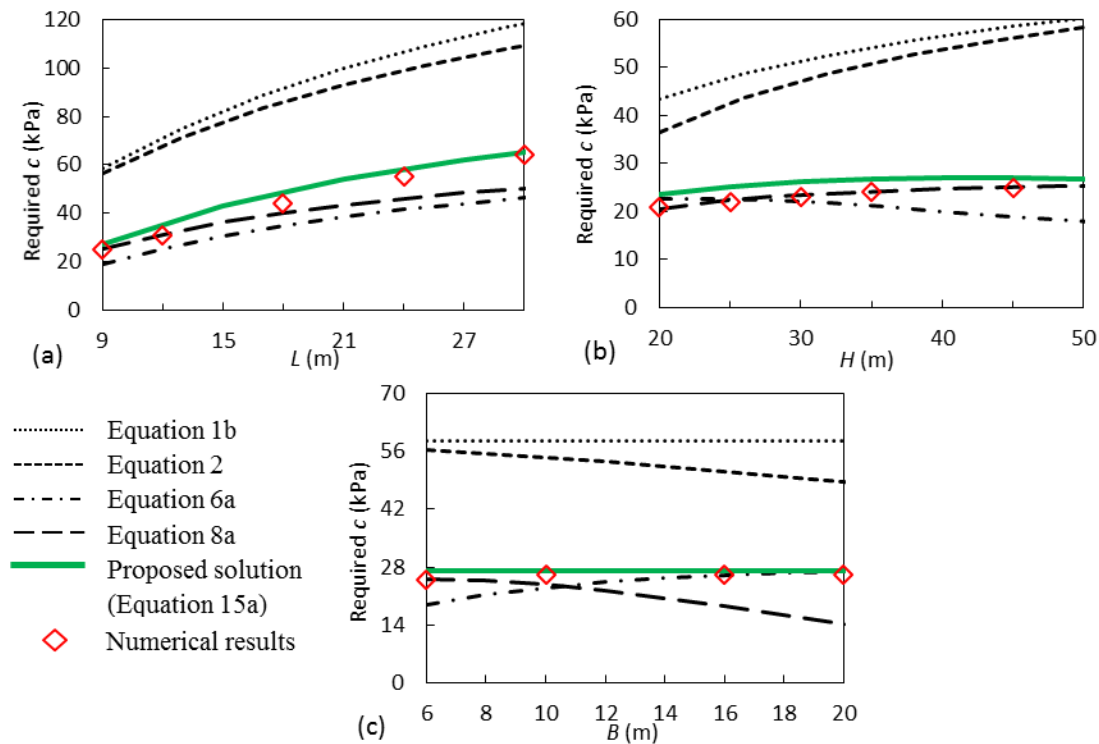 120
100
80
60
40
20
0
Required c (kPa)
9
15
21
27
L (m)
(a)
60
50
40
30
20
10
0
Required c (kPa)
20
30
40
50
H (m)
(b)
Equation 1b
Equation 2
Equation 6a
Equation 8a
Proposed solution
(Equation 15a)
Numerical results
70
56
42
28
14
0
Required c (kPa)
6
8
10
12
14
16
18
20
B (m)
(c)